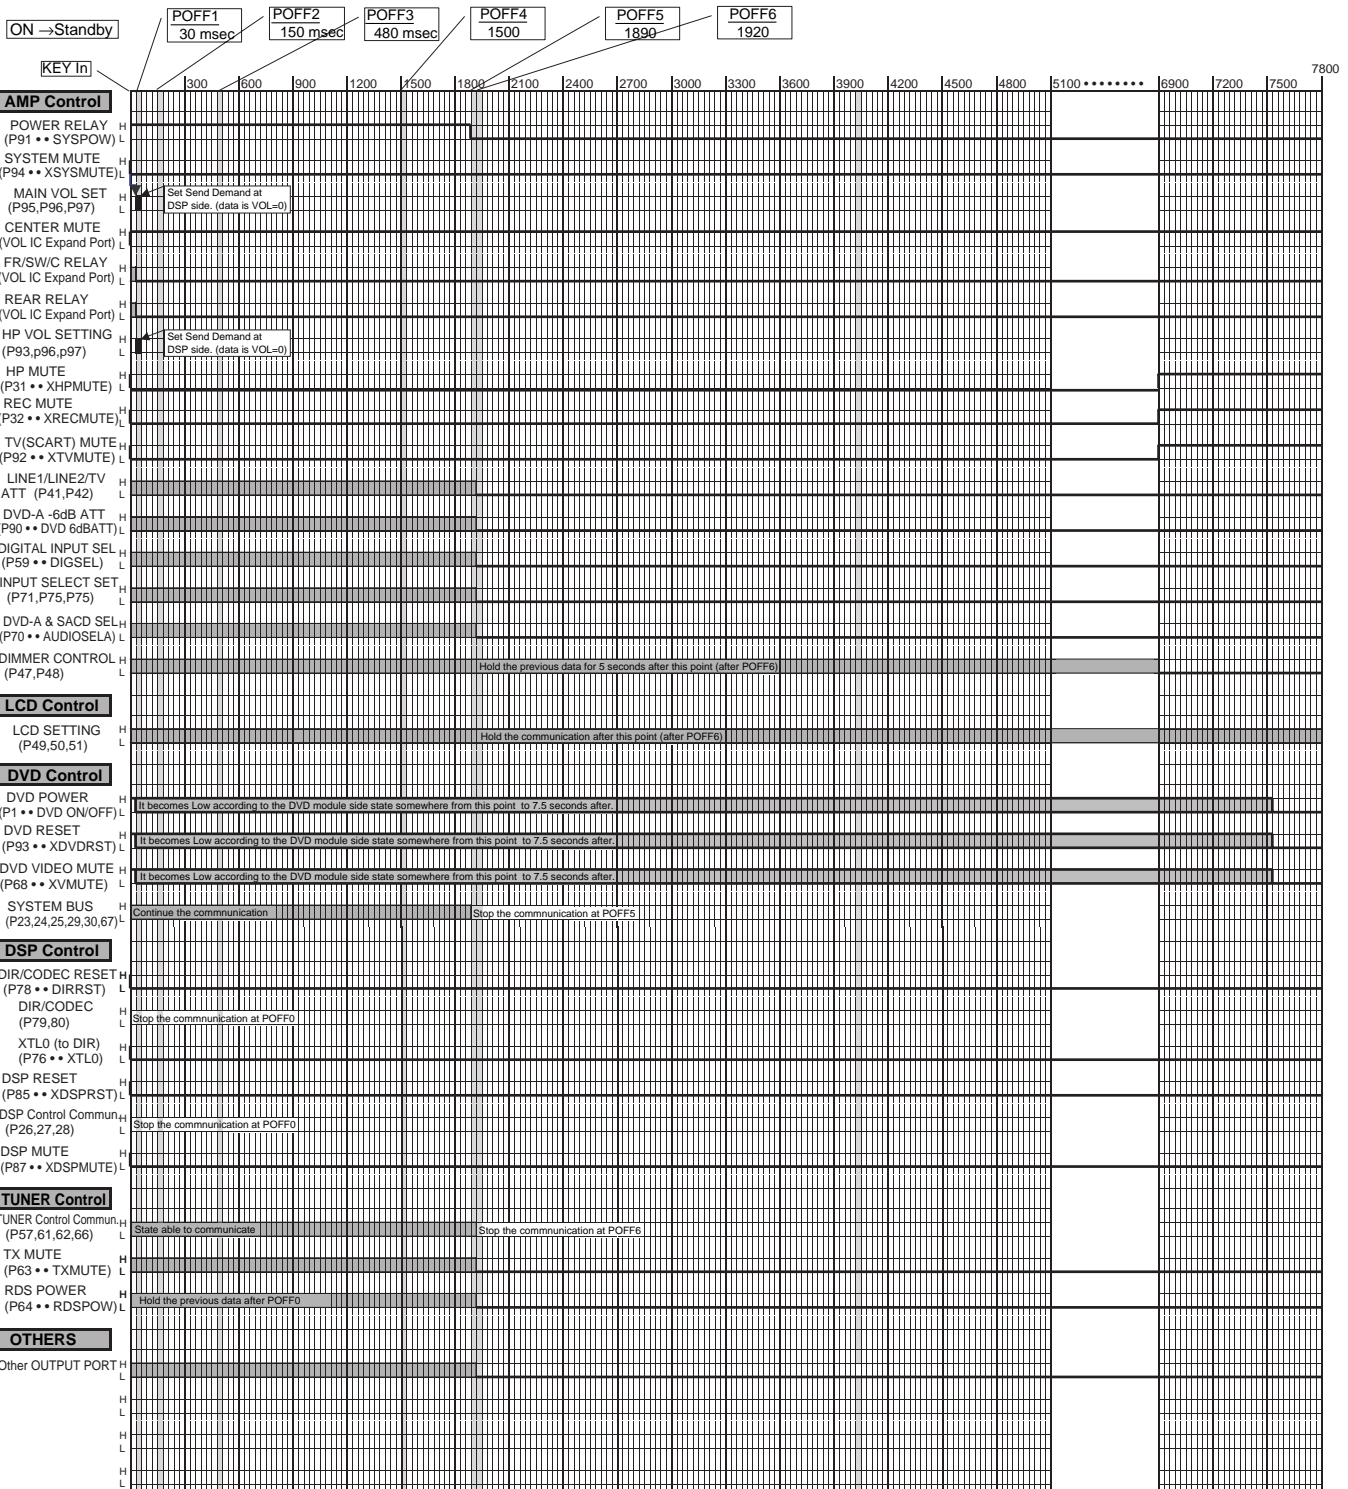 POFF1 POFF2 POFF3 POFF4 POFF5 POFF6
ON →Standby 30 msec 150 msec 480 msec 1500 1890 1920
KEY In
7800
300 600 900 1200 1500 1800 2100 2400 2700 3000 3300 3600 3900 4200 4500 4800 5100 •••••••• 6900 7200 7500
AMP Control
POWER RELAY H
(P91 •• SYSPOW) L
SYSTEM MUTE H
(P94 •• XSYSMUTE) L
MAIN VOL SET H
(P95,P96,P97) L
Set Send Demand at
DSP side. (data is VOL=0)
CENTER MUTE H
(VOL IC Expand Port) L
FR/SW/C RELAY H
(VOL IC Expand Port) L
REAR RELAY H
(VOL IC Expand Port) L
HP VOL SETTING H
(P93,p96,p97) L
Set Send Demand at
DSP side. (data is VOL=0)
HP MUTE H
(P31 •• XHPMUTE) L
REC MUTE H
(P32 •• XRECMUTE) L
TV(SCART) MUTE H
(P92 •• XTVMUTE) L
LINE1/LINE2/TV H
ATT (P41,P42) L
DVD-A -6dB ATT H
(P90 •• DVD 6dBATT) L
DIGITAL INPUT SEL H
(P59 •• DIGSEL) L
INPUT SELECT SET H
(P71,P75,P75) L
DVD-A & SACD SEL H
(P70 •• AUDIOSELA) L
DIMMER CONTROL H
(P47,P48) L
Hold the previous data for 5 seconds after this point (after POFF6)
LCD Control
LCD SETTING H
(P49,50,51) L
Hold the communication after this point (after POFF6)
DVD Control
DVD POWER H
(P1 •• DVD ON/OFF) L
It becomes Low according to the DVD module side state somewhere from this point to 7.5 seconds after.
DVD RESET H
(P93 •• XDVDRST) L
It becomes Low according to the DVD module side state somewhere from this point to 7.5 seconds after.
DVD VIDEO MUTE H
(P68 •• XVMUTE) L
It becomes Low according to the DVD module side state somewhere from this point to 7.5 seconds after.
SYSTEM BUS H
(P23,24,25,29,30,67) L
Continue the commnunication Stop the commnunication at POFF5
DSP Control
DIR/CODEC RESET H
(P78 •• DIRRST) L
DIR/CODEC H
(P79,80) L
Stop the commnunication at POFF0
XTL0 (to DIR) H
(P76 •• XTL0) L
DSP RESET H
(P85 •• XDSPRST) L
DSP Control Commun. H
(P26,27,28) L
Stop the commnunication at POFF0
DSP MUTE H
(P87 •• XDSPMUTE) L
TUNER Control
TUNER Control Commun. H
(P57,61,62,66) L
State able to communicate Stop the commnunication at POFF6
TX MUTE H
(P63 •• TXMUTE) L
RDS POWER H
(P64 •• RDSPOW) L
Hold the previous data after POFF0
OTHERS
Other OUTPUT PORT H
L
H
L
H
L
H
L